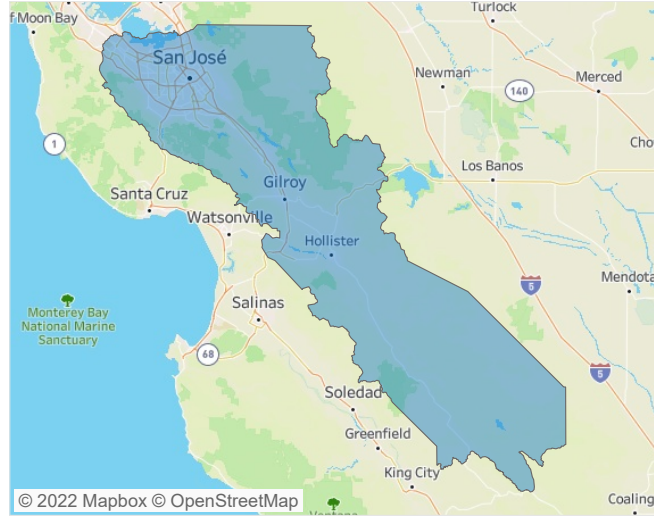 f Moon Bay
Turlock
San José
Newman
Merced
140
1
Cho
Los Banos
Gilroy
Santa Cruz
Watsonville
Hollister
5
Mendota
Monterey Bay
National Marine
Sanctuary
Salinas
68
5
Soledad
Greenfield
King City
Coaling
Ventana
© 2022 Mapbox © OpenStreetMap